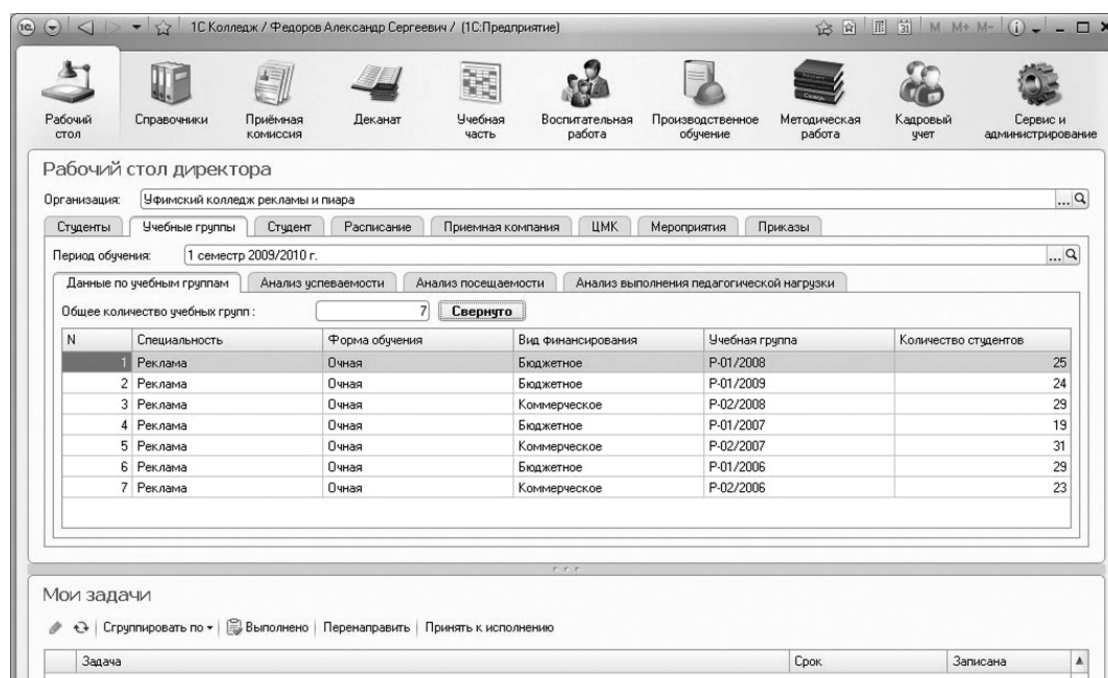 1С Колледж / Федоров Александр Сергеевич / (1С:Предприятие)
M M+ M-
Рабочий стол
Справочники
Приёмная комиссия
Деканат
Учебная часть
Воспитательная работа
Производственное обучение
Методическая работа
Кадровый учет
Сервис и администрирование
Рабочий стол директора
Организация: Уфимский колледж рекламы и пиара ...
Студенты Учебные группы Студент Расписание Приемная компания ЦМК Мероприятия Приказы
Период обучения: 1 семестр 2009/2010 г. ...
Данные по учебным группам Анализ успеваемости Анализ посещаемости Анализ выполнения педагогической нагрузки
Общее количество учебных групп : 7 Свернуто
N Специальность Форма обучения Вид финансирования Учебная группа Количество студентов
1 Реклама Очная Бюджетное Р-01/2008 25
2 Реклама Очная Бюджетное Р-01/2009 24
3 Реклама Очная Коммерческое Р-02/2008 29
4 Реклама Очная Бюджетное Р-01/2007 19
5 Реклама Очная Коммерческое Р-02/2007 31
6 Реклама Очная Бюджетное Р-01/2006 29
7 Реклама Очная Коммерческое Р-02/2006 23
Мои задачи
Сгруппировать по Выполнено Перенаправить Принять к исполнению
Задача Срок Записана